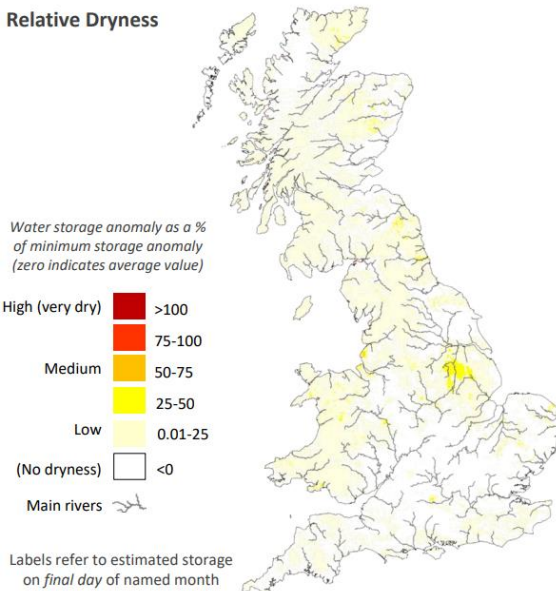 Relative Dryness
Water storage anomaly as a %
of minimum storage anomaly
(zero indicates average value)
High (very dry) >100
75-100
Medium 50-75
25-50
Low 0.01-25
(No dryness) <0
Main rivers
Labels refer to estimated storage
on final day of named month